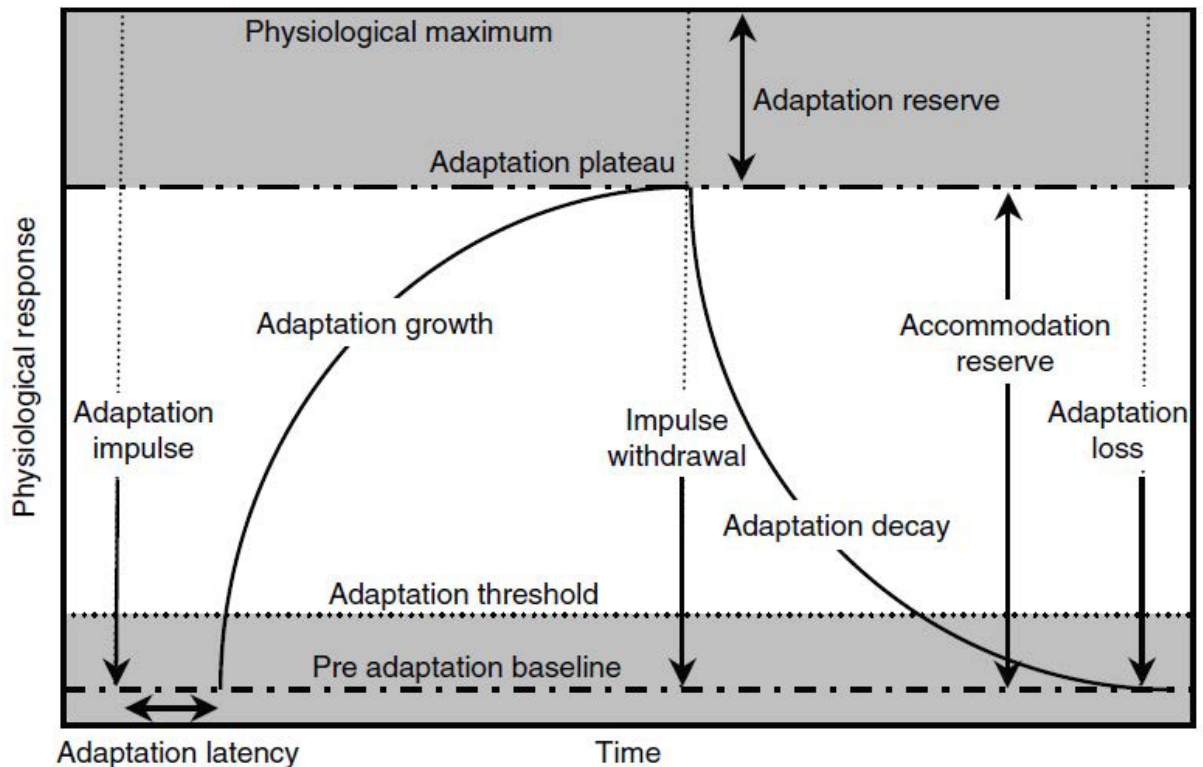 Physiological maximum
Adaptation reserve
Adaptation plateau
Physiological response
Adaptation growth
Accommodation
reserve
Adaptation
impulse
Impulse
withdrawal
Adaptation
loss
Adaptation decay
Adaptation threshold
Pre adaptation baseline
Adaptation latency
Time